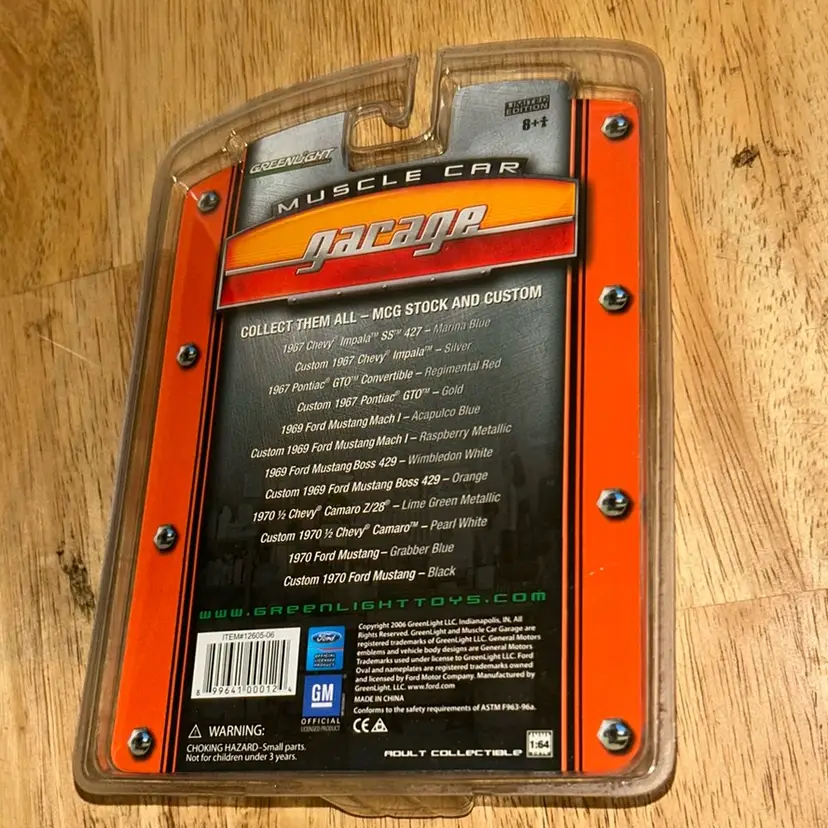 GREENLIGHT
LIMITED
EDITION
8+
MUSCLE CAR
garage
COLLECT THEM ALL – MCG STOCK AND CUSTOM
1967 Chevy® Impala™ SS™ 427 – Marina Blue
Custom 1967 Chevy® Impala™ – Silver
1967 Pontiac® GTO™ Convertible – Regimental Red
Custom 1967 Pontiac® GTO™ – Gold
1969 Ford Mustang Mach I – Acapulco Blue
Custom 1969 Ford Mustang Mach I – Raspberry Metallic
1969 Ford Mustang Boss 429 – Wimbledon White
Custom 1969 Ford Mustang Boss 429 – Orange
1970 ½ Chevy® Camaro Z/28® – Lime Green Metallic
Custom 1970 ½ Chevy® Camaro™ – Pearl White
1970 Ford Mustang – Grabber Blue
Custom 1970 Ford Mustang – Black
WWW.GREENLIGHTTOYS.COM
ITEM#12605-06
8 99641 00012 4
Ford
OFFICIAL
LICENSED
PRODUCT
GM
OFFICIAL
LICENSED PRODUCT
Copyright 2006 GreenLight LLC, Indianapolis, IN. All
Rights Reserved. GreenLight and Muscle Car Garage are
registered trademarks of GreenLight LLC. General Motors
emblems and vehicle body designs are General Motors
Trademarks used under license to GreenLight LLC. Ford
Oval and nameplates are registered trademarks owned
and licensed by Ford Motor Company. Manufactured by
GreenLight, LLC. www.ford.com
MADE IN CHINA
Conforms to the safety requirements of ASTM F963-96a.
CE
WARNING:
CHOKING HAZARD-Small parts.
Not for children under 3 years.
ADULT COLLECTIBLE
1:64